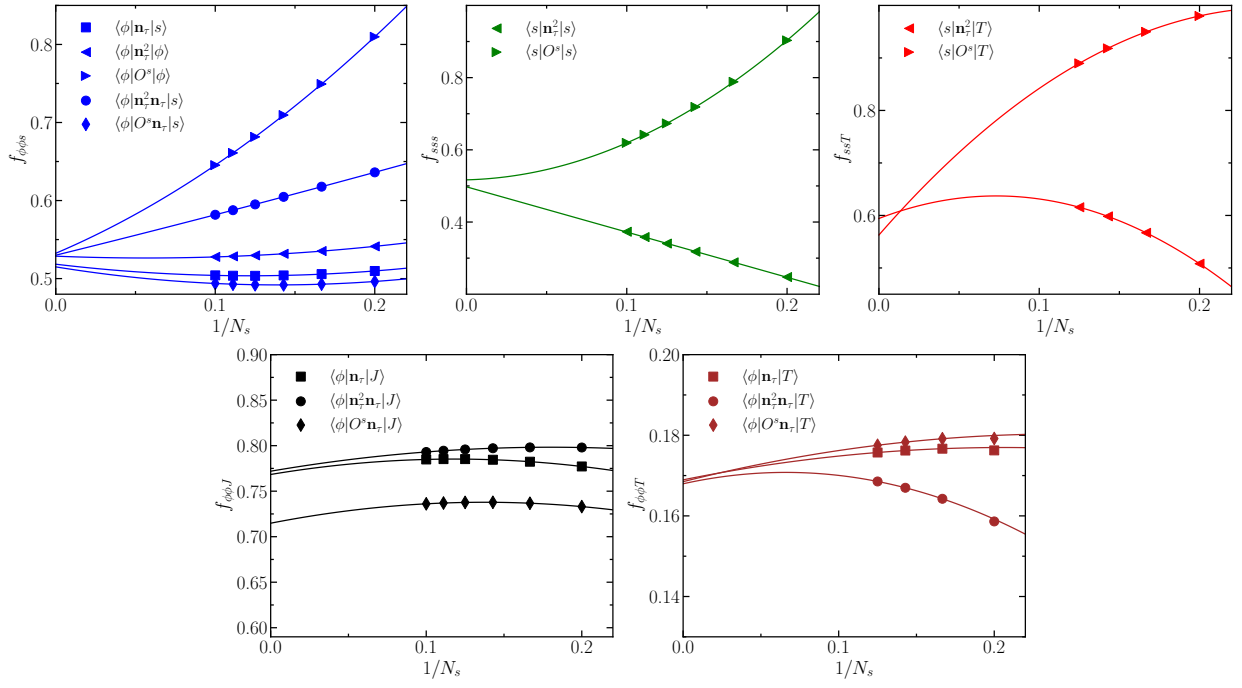 ⟨ϕ|n_τ|s⟩
⟨ϕ|n_τ^2|ϕ⟩
⟨ϕ|O^s|ϕ⟩
⟨ϕ|n_τ^2 n_τ|s⟩
⟨ϕ|O^s n_τ|s⟩
0.8
0.7
0.6
0.5
f_ϕϕs
0.0 0.1 0.2
1/N_s
⟨s|n_τ^2|s⟩
⟨s|O^s|s⟩
0.8
0.6
0.4
f_sss
0.0 0.1 0.2
1/N_s
⟨s|n_τ^2|T⟩
⟨s|O^s|T⟩
0.8
0.6
f_ssT
0.0 0.1 0.2
1/N_s
⟨ϕ|n_τ|J⟩
⟨ϕ|n_τ^2 n_τ|J⟩
⟨ϕ|O^s n_τ|J⟩
0.90
0.85
0.80
0.75
0.70
0.65
0.60
f_ϕϕJ
0.0 0.1 0.2
1/N_s
⟨ϕ|n_τ|T⟩
⟨ϕ|n_τ^2 n_τ|T⟩
⟨ϕ|O^s n_τ|T⟩
0.20
0.18
0.16
0.14
f_ϕϕT
0.0 0.1 0.2
1/N_s